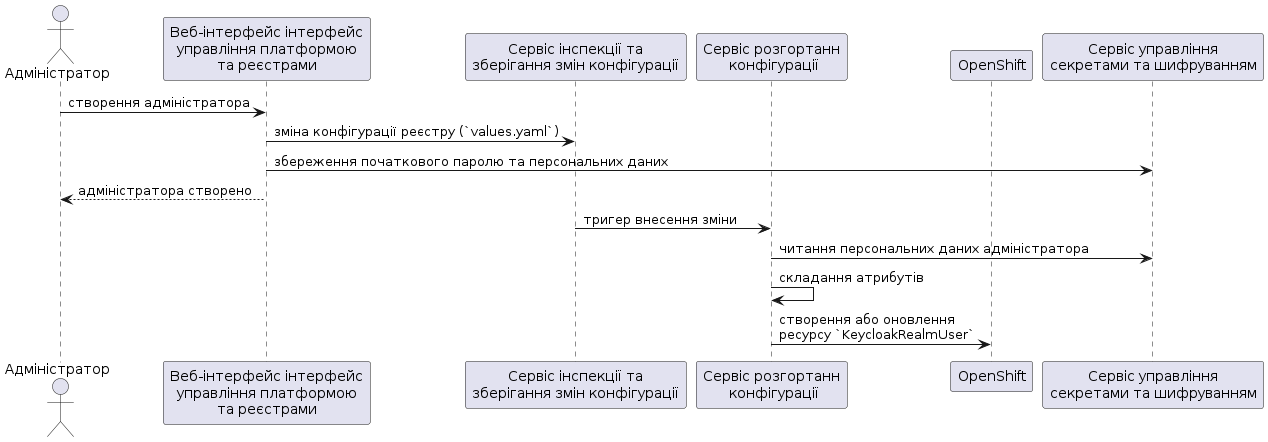 Адміністратор
Веб-інтерфейс інтерфейс
управління платформою
та реєстрами
Сервіс інспекції та
зберігання змін конфігурації
Сервіс розгортанн
конфігурації
OpenShift
Сервіс управління
секретами та шифруванням
створення адміністратора
зміна конфігурації реєстру (`values.yaml`)
збереження початкового паролю та персональних даних
адміністратора створено
тригер внесення зміни
читання персональних даних адміністратора
складання атрибутів
створення або оновлення
ресурсу `KeycloakRealmUser`
Адміністратор
Веб-інтерфейс інтерфейс
управління платформою
та реєстрами
Сервіс інспекції та
зберігання змін конфігурації
Сервіс розгортанн
конфігурації
OpenShift
Сервіс управління
секретами та шифруванням